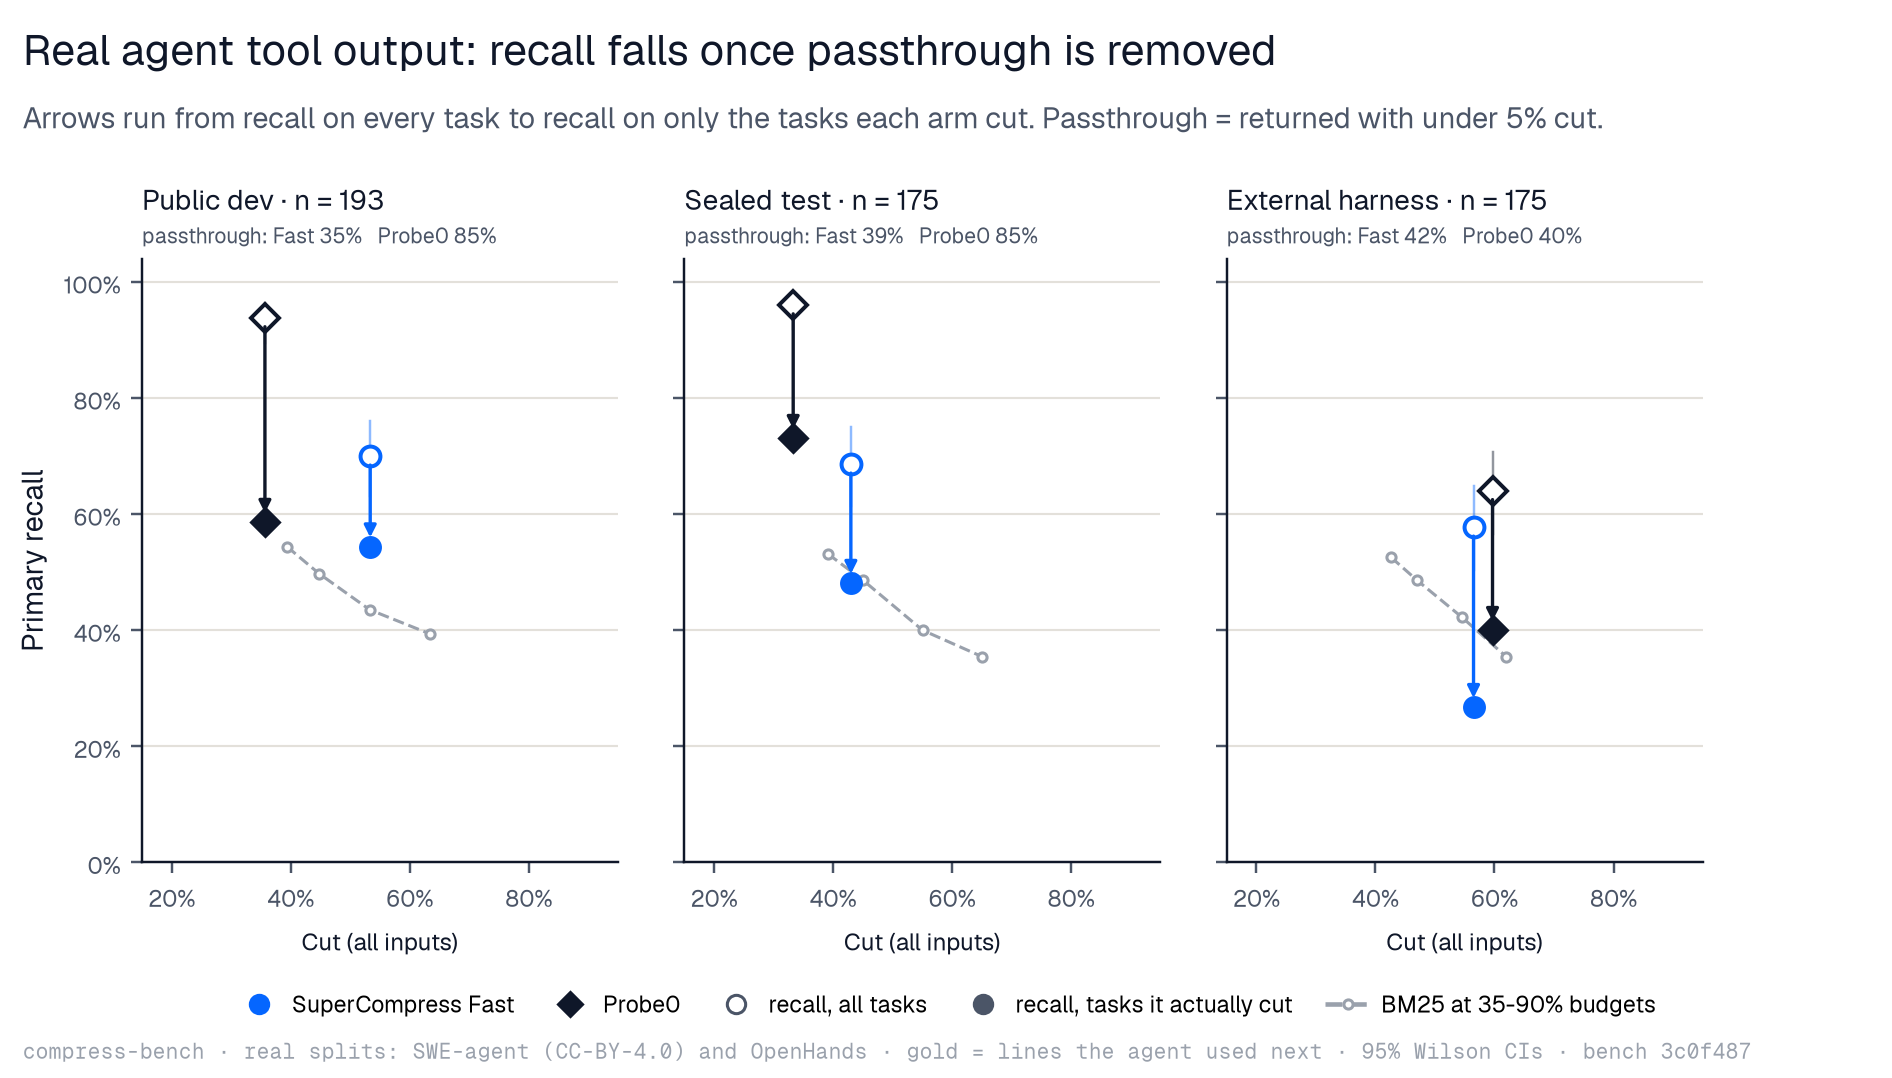 Real agent tool output: recall falls once passthrough is removed
Arrows run from recall on every task to recall on only the tasks each arm cut. Passthrough = returned with under 5% cut.
Public dev · n = 193
passthrough: Fast 35%   Probe0 85%
Sealed test · n = 175
passthrough: Fast 39%   Probe0 85%
External harness · n = 175
passthrough: Fast 42%   Probe0 40%
Primary recall
100%
80%
60%
40%
20%
0%
20% 40% 60% 80%
20% 40% 60% 80%
20% 40% 60% 80%
Cut (all inputs)
Cut (all inputs)
Cut (all inputs)
SuperCompress Fast   Probe0   recall, all tasks   recall, tasks it actually cut   BM25 at 35-90% budgets
compress-bench · real splits: SWE-agent (CC-BY-4.0) and OpenHands · gold = lines the agent used next · 95% Wilson CIs · bench 3c0f487